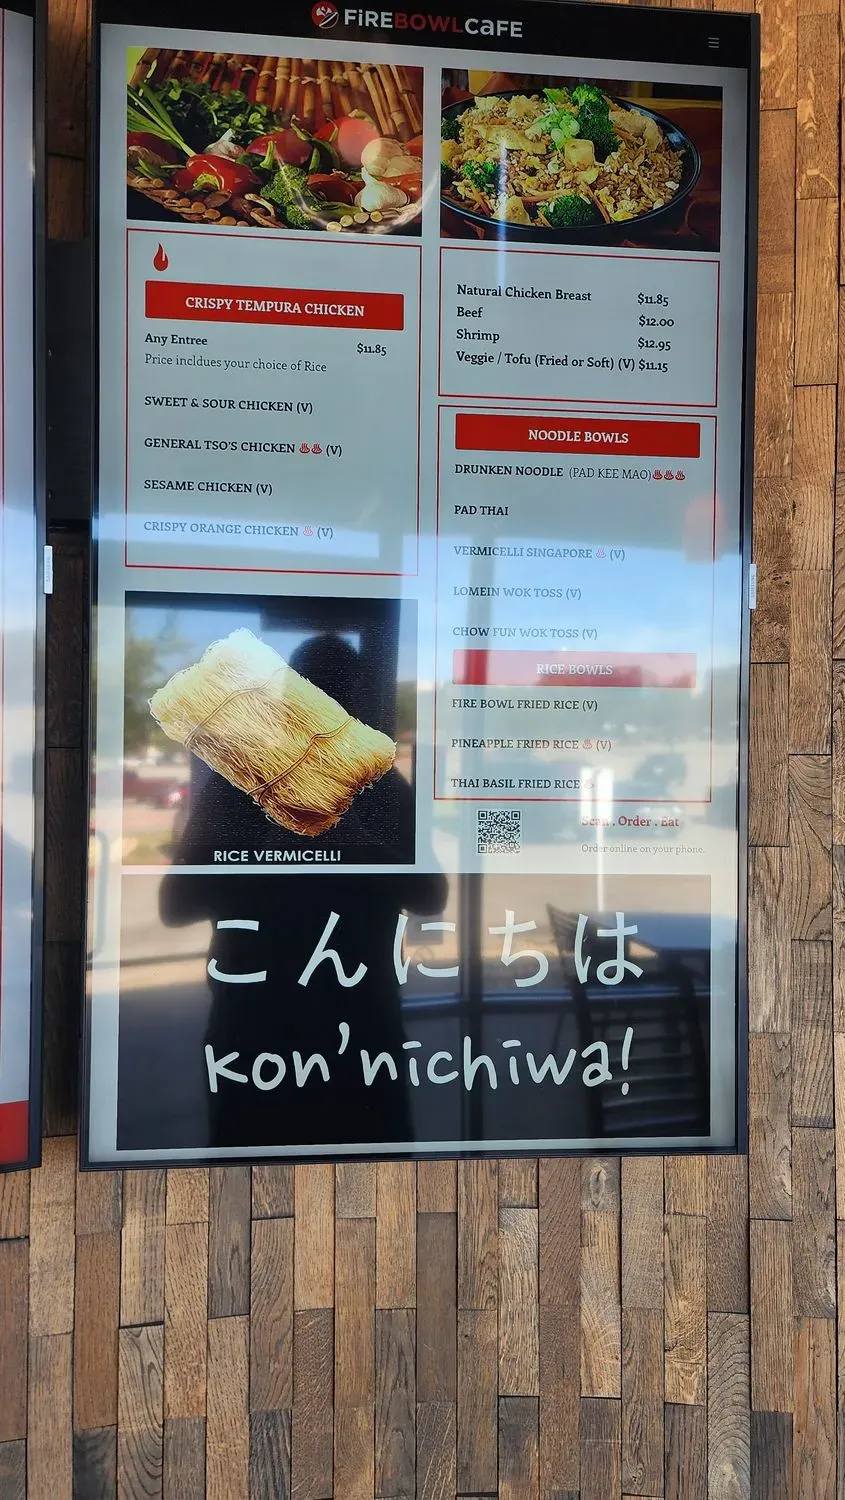 FIREBOWLCAFE
CRISPY TEMPURA CHICKEN
Any Entree $11.85
Price incldues your choice of Rice
SWEET & SOUR CHICKEN (V)
GENERAL TSO'S CHICKEN (V)
SESAME CHICKEN (V)
CRISPY ORANGE CHICKEN (V)
Natural Chicken Breast $11.85
Beef $12.00
Shrimp $12.95
Veggie / Tofu (Fried or Soft) (V) $11.15
NOODLE BOWLS
DRUNKEN NOODLE (PAD KEE MAO)
PAD THAI
VERMICELLI SINGAPORE (V)
LOMEIN WOK TOSS (V)
CHOW FUN WOK TOSS (V)
RICE BOWLS
FIRE BOWL FRIED RICE (V)
PINEAPPLE FRIED RICE (V)
THAI BASIL FRIED RICE
Scan . Order . Eat
Order online on your phone.
RICE VERMICELLI
こんにちは
kon'nichiwa!